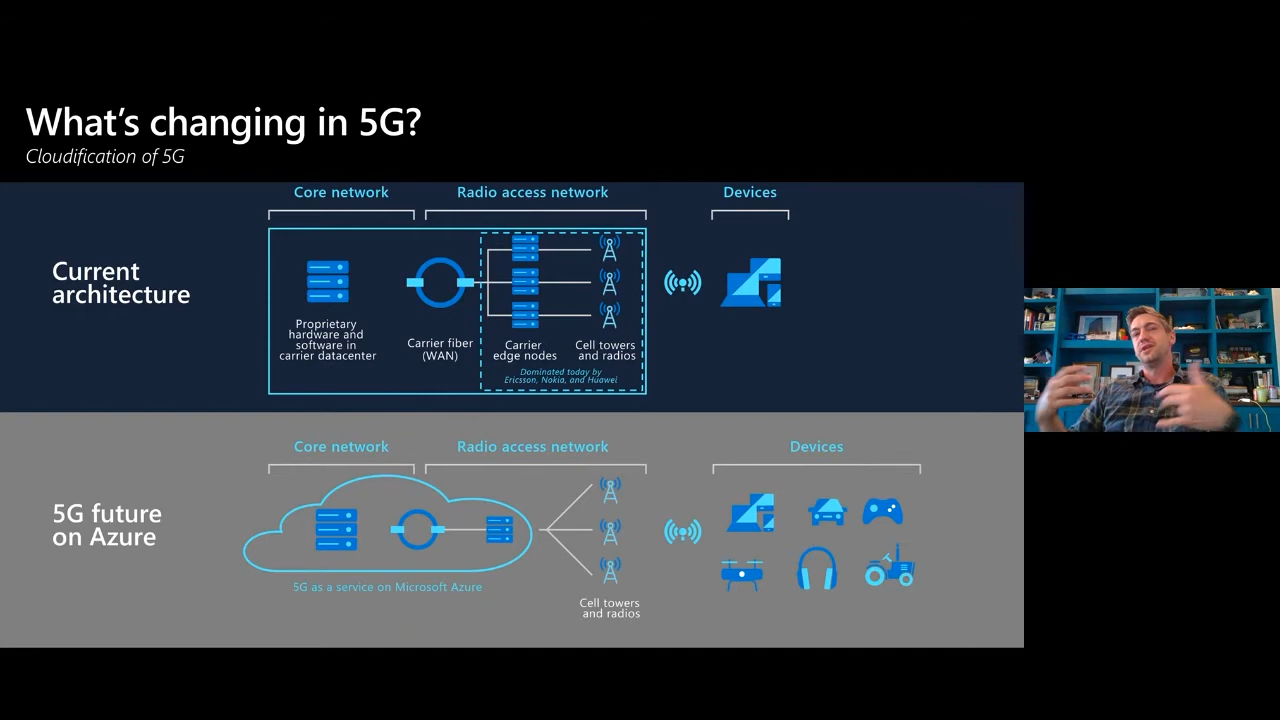 What's changing in 5G?
Cloudification of 5G
Core network
Radio access network
Devices
Current
architecture
Proprietary
hardware and
software in
carrier datacenter
Carrier fiber
(WAN)
Carrier
edge nodes
Cell towers
and radios
Dominated today by
Ericsson, Nokia, and Huawei
Core network
Radio access network
Devices
5G future
on Azure
5G as a service on Microsoft Azure
Cell towers
and radios